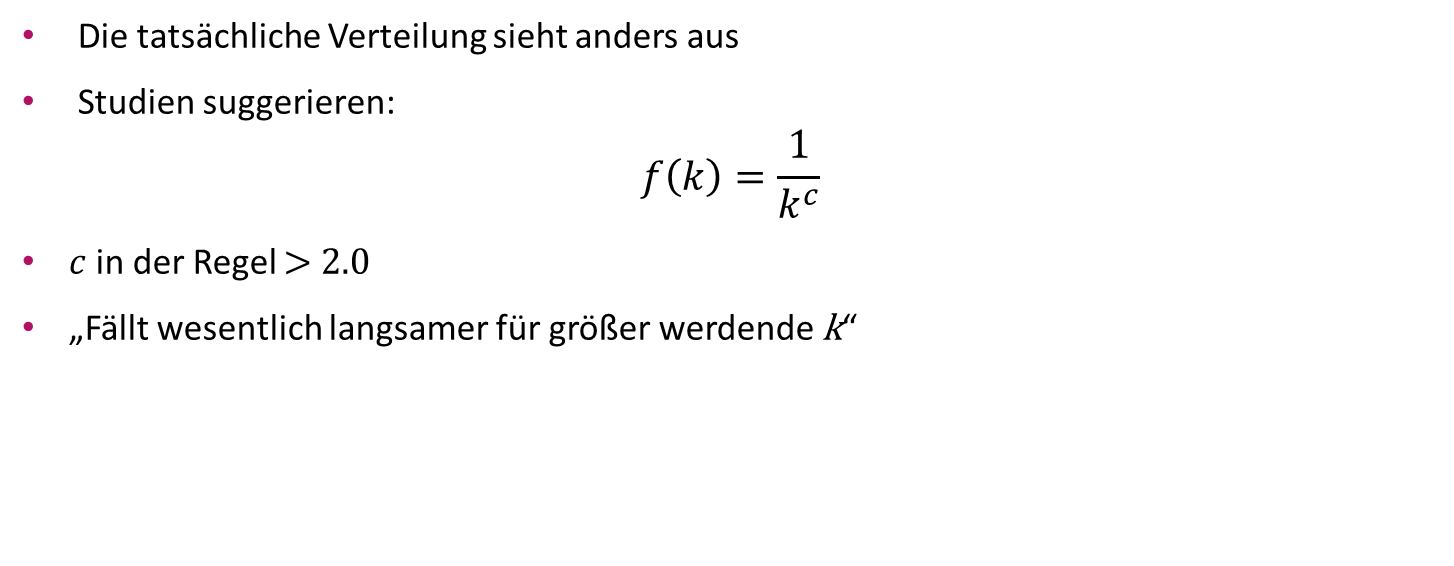 • Die tatsächliche Verteilung sieht anders aus
• Studien suggerieren:
f(k) = 1/k^c
• c in der Regel > 2.0
• „Fällt wesentlich langsamer für größer werdende k“